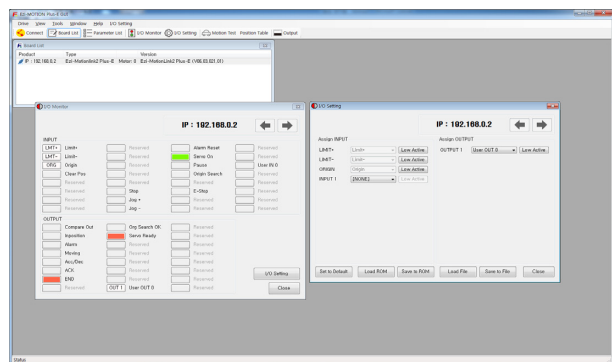 Ezi-MOTION Plus-E GUI
Drive View Tools Window Help I/O Setting
Connect Board List Parameter List I/O Monitor I/O Setting Motion Test Position Table Output
Board List
Product Type Version
IP : 192.168.0.2 Ezi-Motionlink2 Plus-E Motor: 0 Ezi-MotionLink2 Plus-E (V06.03.021.01)
I/O Monitor
IP : 192.168.0.2
INPUT
LMT+ Limit+ Reserved Alarm Reset Reserved
LMT- Limit- Reserved Servo On Reserved
ORG Origin Reserved Pause Reserved
Clear Pos Reserved Origin Search Reserved
Reserved Reserved Reserved Reserved
Reserved Stop E-Stop Reserved
Reserved Jog + Reserved User IN 0
Reserved Jog - Reserved Reserved
OUTPUT
Compare Out Org Search OK Reserved
Inposition Servo Ready Reserved
Alarm Reserved Reserved
Moving Reserved Reserved
Acc/Dec Reserved Reserved
ACK Reserved Reserved
END Reserved Reserved
Reserved OUT 1 User OUT 0 Reserved
I/O Setting
Close
I/O Setting
IP : 192.168.0.2
Assign INPUT
LIMIT+ Limit+ Low Active
LIMIT- Limit- Low Active
ORIGIN Origin Low Active
INPUT 1 [NONE] Low Active
Assign OUTPUT
OUTPUT 1 User OUT 0 Low Active
Set to Default Load ROM Save to ROM Load File Save to File Close
Status